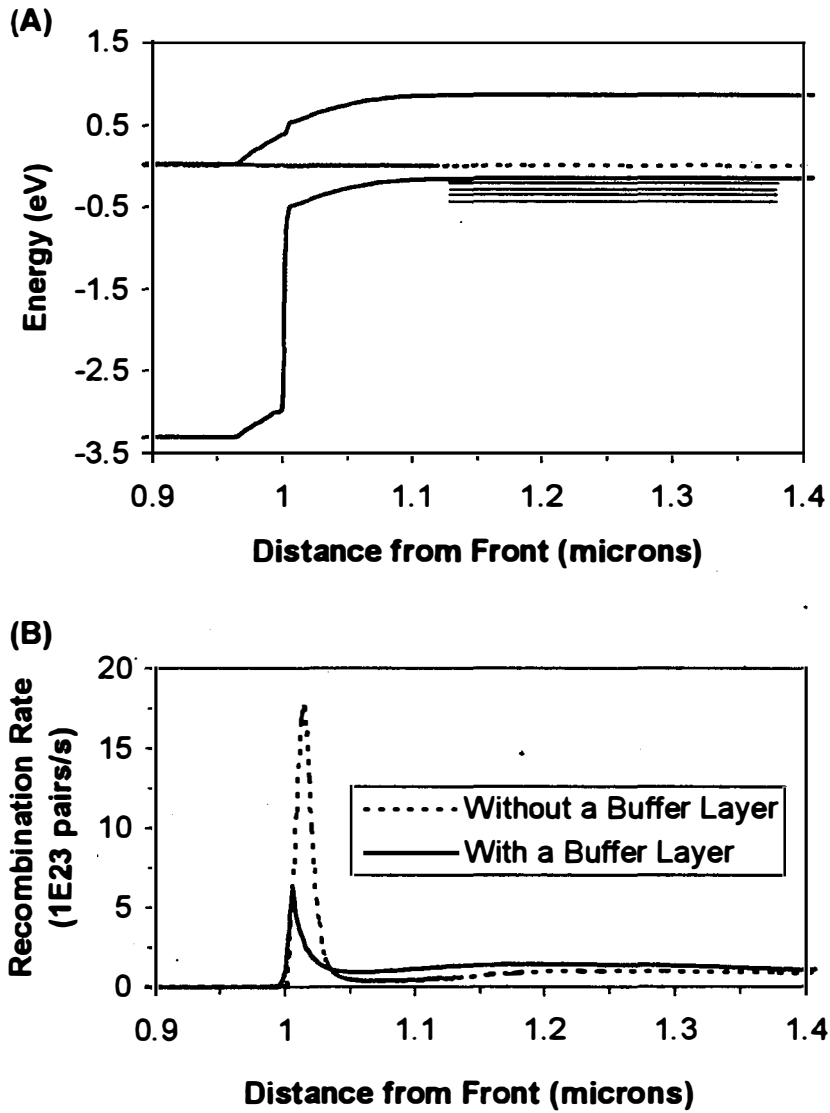 (A)
1.5
0.5
-0.5
-1.5
-2.5
-3.5
Energy (eV)
0.9 1 1.1 1.2 1.3 1.4
Distance from Front (microns)
(B)
20
15
10
5
0
Recombination Rate
(1E23 pairs/s)
Without a Buffer Layer
With a Buffer Layer
0.9 1 1.1 1.2 1.3 1.4
Distance from Front (microns)